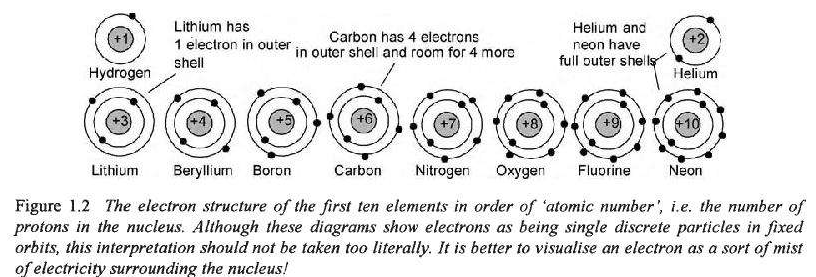 Lithium has
1 electron in outer
shell
Carbon has 4 electrons
in outer shell and room for 4 more
Helium and
neon have
full outer shells
+1
Hydrogen
+2
Helium
+3
+4
+5
+6
+7
+8
+9
+10
Lithium
Beryllium
Boron
Carbon
Nitrogen
Oxygen
Fluorine
Neon
Figure 1.2 The electron structure of the first ten elements in order of 'atomic number', i.e. the number of
protons in the nucleus. Although these diagrams show electrons as being single discrete particles in fixed
orbits, this interpretation should not be taken too literally. It is better to visualise an electron as a sort of mist
of electricity surrounding the nucleus!